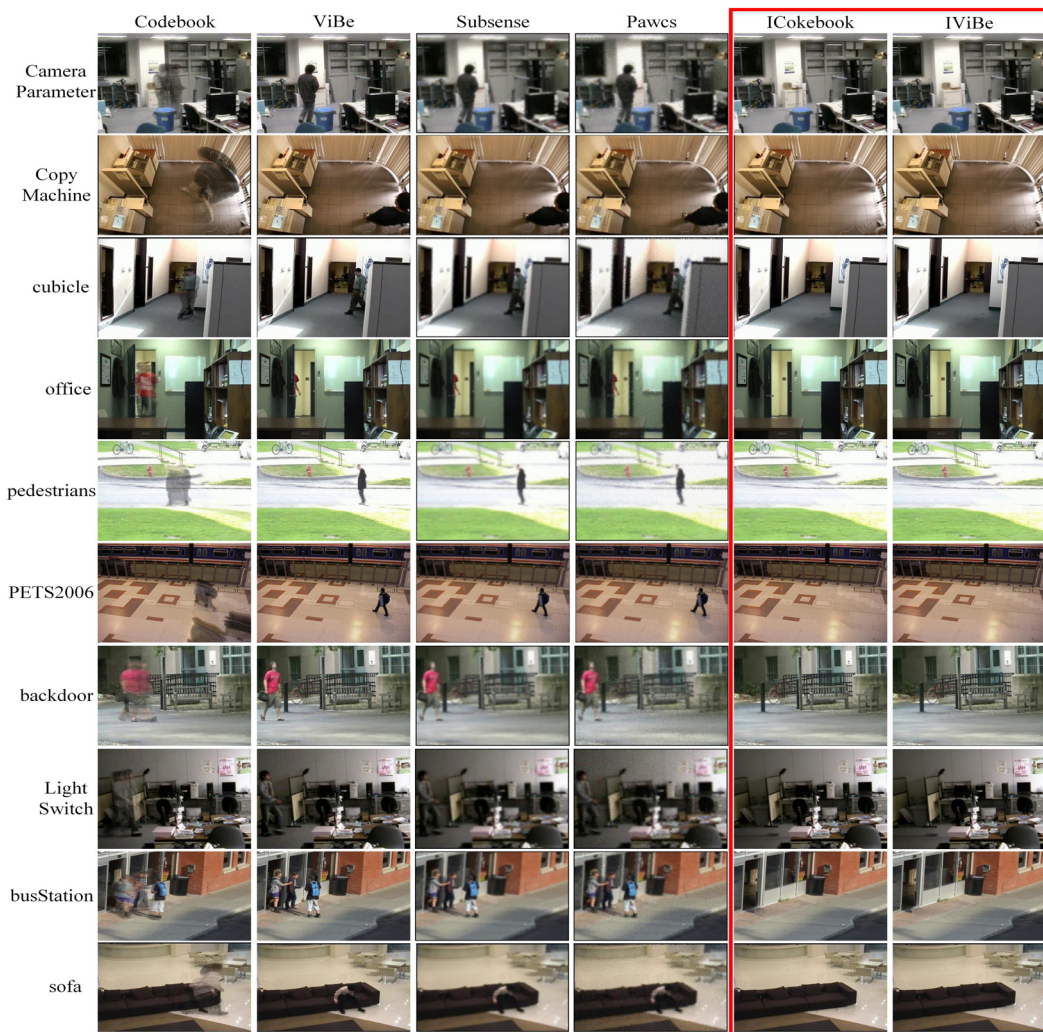 Codebook ViBe Subsense Pawcs ICokebook IViBe
Camera
Parameter
Copy
Machine
cubicle
office
pedestrians
PETS2006
backdoor
Light
Switch
busStation
sofa